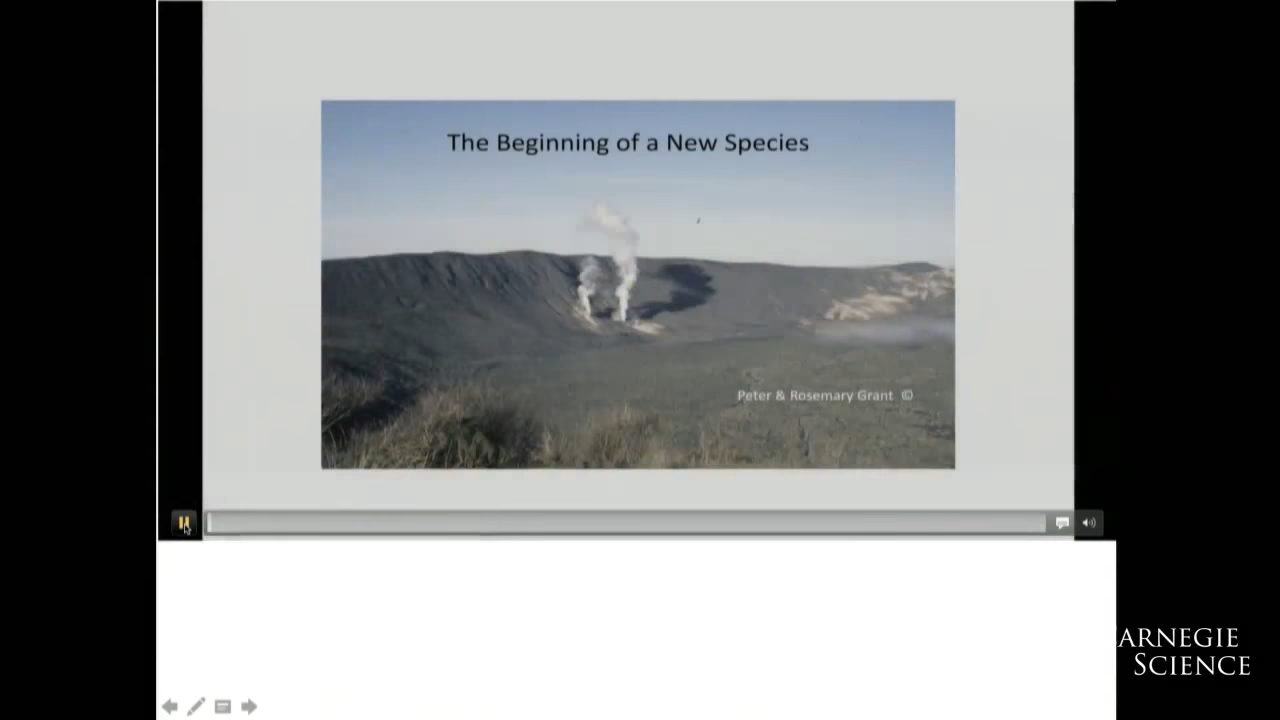 The Beginning of a New Species
Peter & Rosemary Grant ©
ARNEGIE
SCIENCE